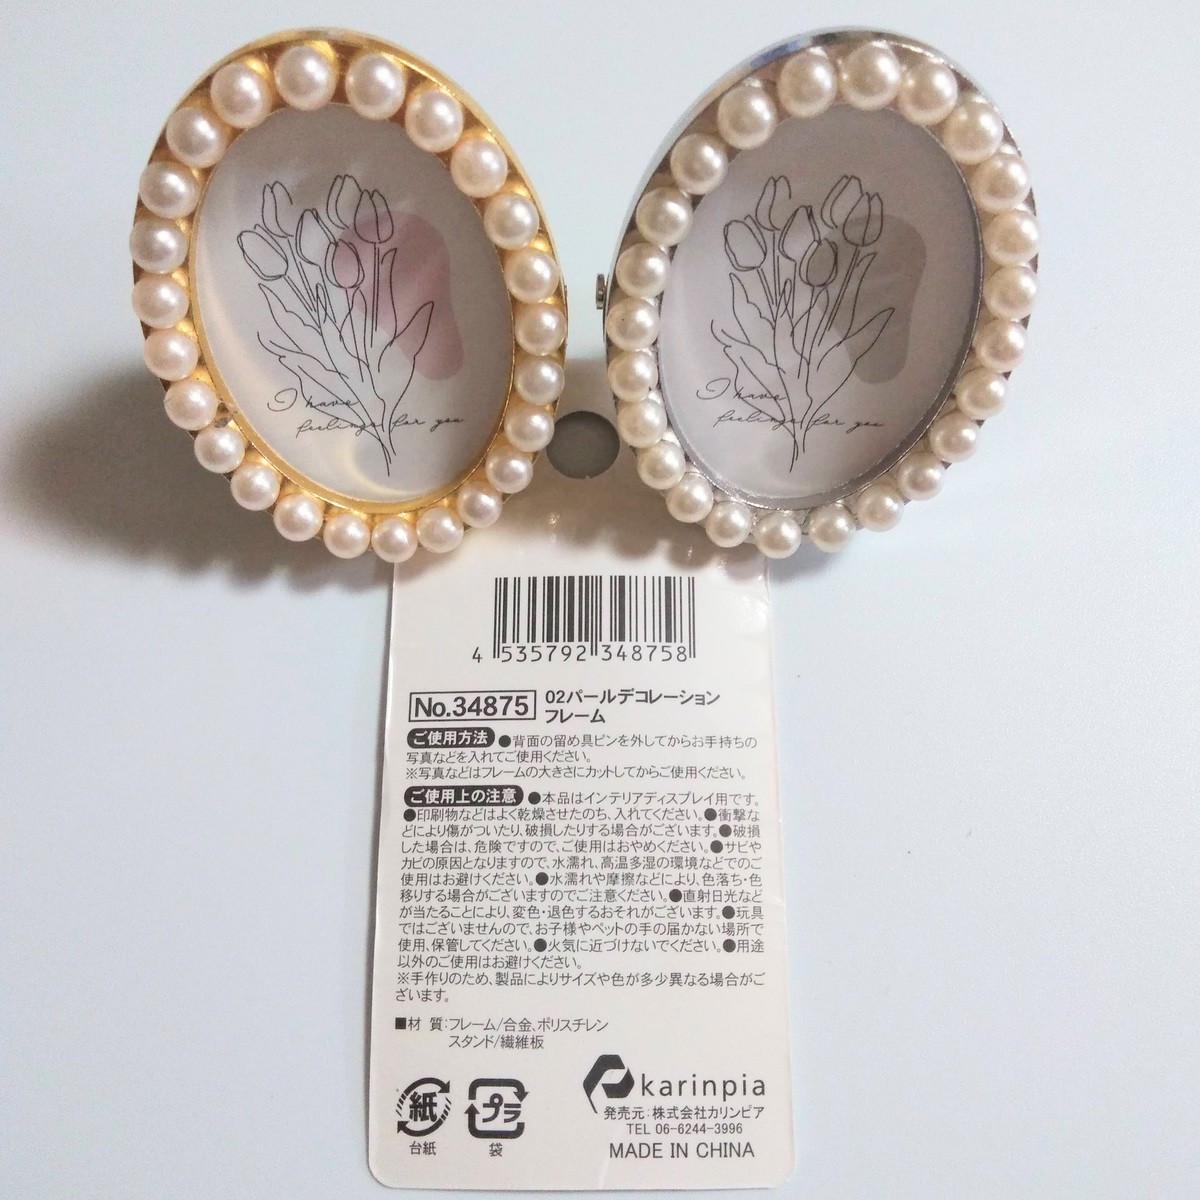 I have
feelings for you
I have
feelings for you
4 535792 348758
No.34875 02パールデコレーション
フレーム
ご使用方法 ●背面の留め具ピンを外してからお手持ちの
写真などを入れてご使用ください。
※写真などはフレームの大きさにカットしてからご使用ください。
ご使用上の注意 ●本品はインテリアディスプレイ用です。
●印刷物などはよく乾燥させたのち、入れてください。●衝撃な
どにより傷がついたり、破損したりする場合がございます。●破損
した場合は、危険ですので、ご使用はおやめください。●サビや
カビの原因となりますので、水濡れ、高温多湿の環境などでのご
使用はお避けください。●水濡れや摩擦などにより、色落ち・色
移りする場合がございますのでご注意ください。●直射日光など
が当たることにより、変色・退色するおそれがございます。●玩具
ではございませんので、お子様やペットの手の届かない場所で
使用、保管してください。●火気に近づけないでください。●用途
以外のご使用はお避けください。
※手作りのため、製品によりサイズや色が多少異なる場合がご
ざいます。
■材 質:フレーム/合金、ポリスチレン
スタンド/繊維板
紙
台紙
プラ
袋
karinpia
発売元:株式会社カリンピア
TEL 06-6244-3996
MADE IN CHINA